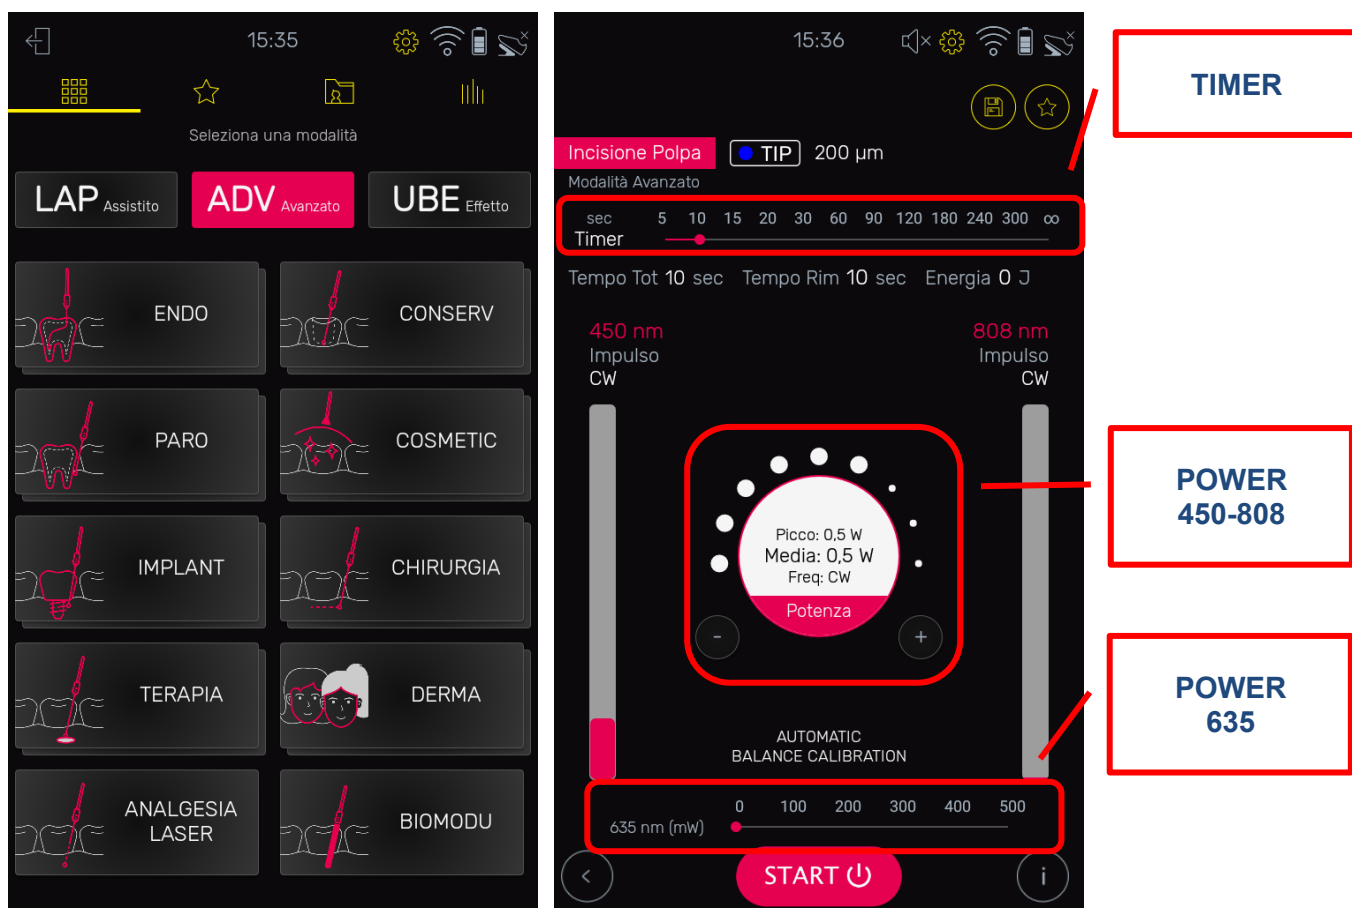 15:35
Seleziona una modalità
LAP Assistito
ADV Avanzato
UBE Effetto
ENDO
CONSERV
PARO
COSMETIC
IMPLANT
CHIRURGIA
TERAPIA
DERMA
ANALGESIA
LASER
BIOMODU
15:36
Incisione Polpa
TIP 200 µm
Modalità Avanzato
sec 5 10 15 20 30 60 90 120 180 240 300 ∞
Timer
Tempo Tot 10 sec Tempo Rim 10 sec Energia 0 J
450 nm
Impulso
CW
808 nm
Impulso
CW
Picco: 0,5 W
Media: 0,5 W
Freq: CW
Potenza
- +
AUTOMATIC
BALANCE CALIBRATION
0 100 200 300 400 500
635 nm (mW)
< START i
TIMER
POWER
450-808
POWER
635